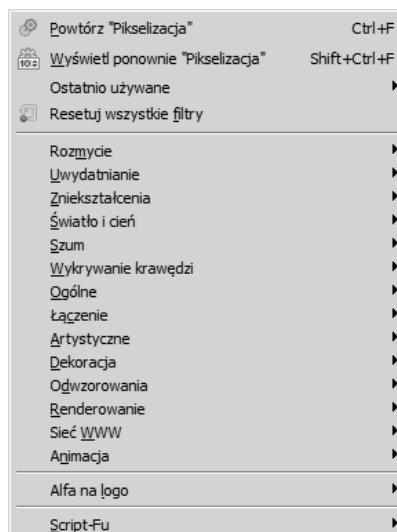 Powtórz "Pikselizacja" Ctrl+F
Wyświetl ponownie "Pikselizacja" Shift+Ctrl+F
Ostatnio używane
Resetuj wszystkie filtry
Rozmycie
Uwydatnianie
Zniekształcenia
Światło i cień
Szum
Wykrywanie krawędzi
Ogólne
Łączenie
Artystyczne
Dekoracja
Odwzorowania
Renderowanie
Sieć WWW
Animacja
Alfa na logo
Script-Fu